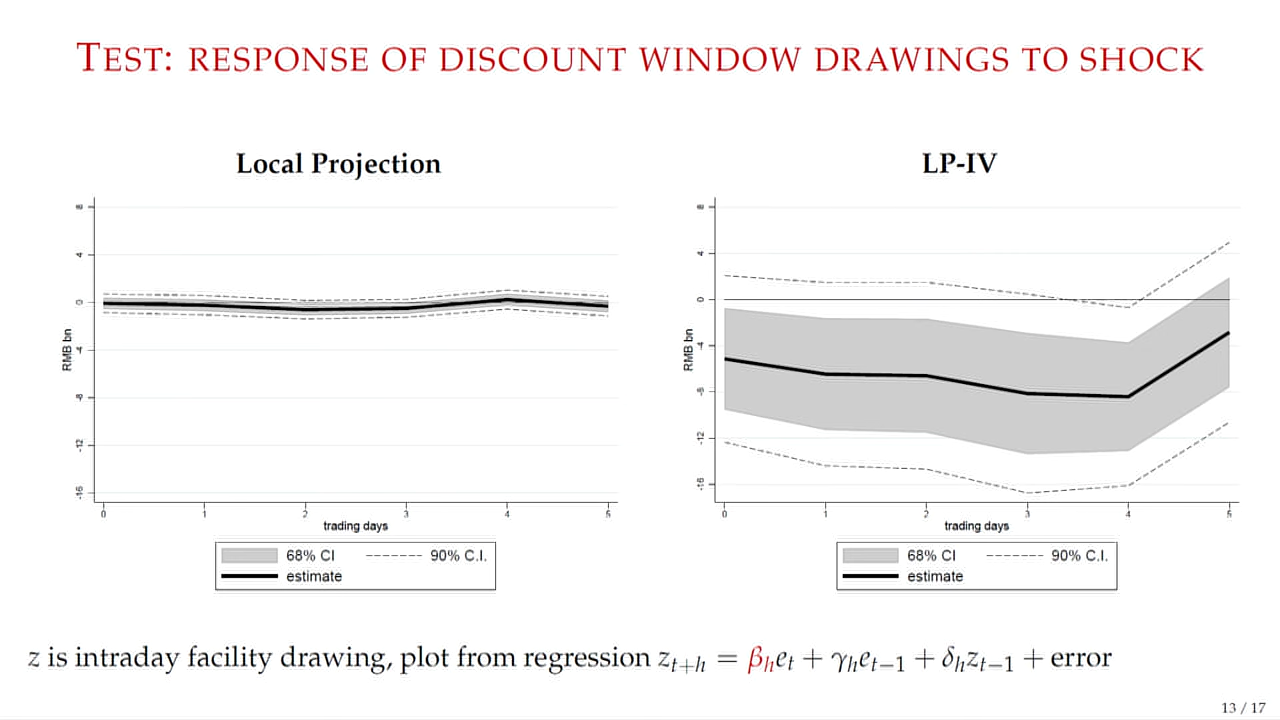 TEST: RESPONSE OF DISCOUNT WINDOW DRAWINGS TO SHOCK
Local Projection
8
4
0
-4
-8
-12
-16
RMB bn
0 1 2 3 4 5
trading days
68% CI 90% C.I.
estimate
LP-IV
8
4
0
-4
-8
-12
-16
RMB bn
0 1 2 3 4 5
trading days
68% CI 90% C.I.
estimate
z is intraday facility drawing, plot from regression z_{t+h} = β_h e_t + γ_h e_{t−1} + δ_h z_{t−1} + error
13 / 17